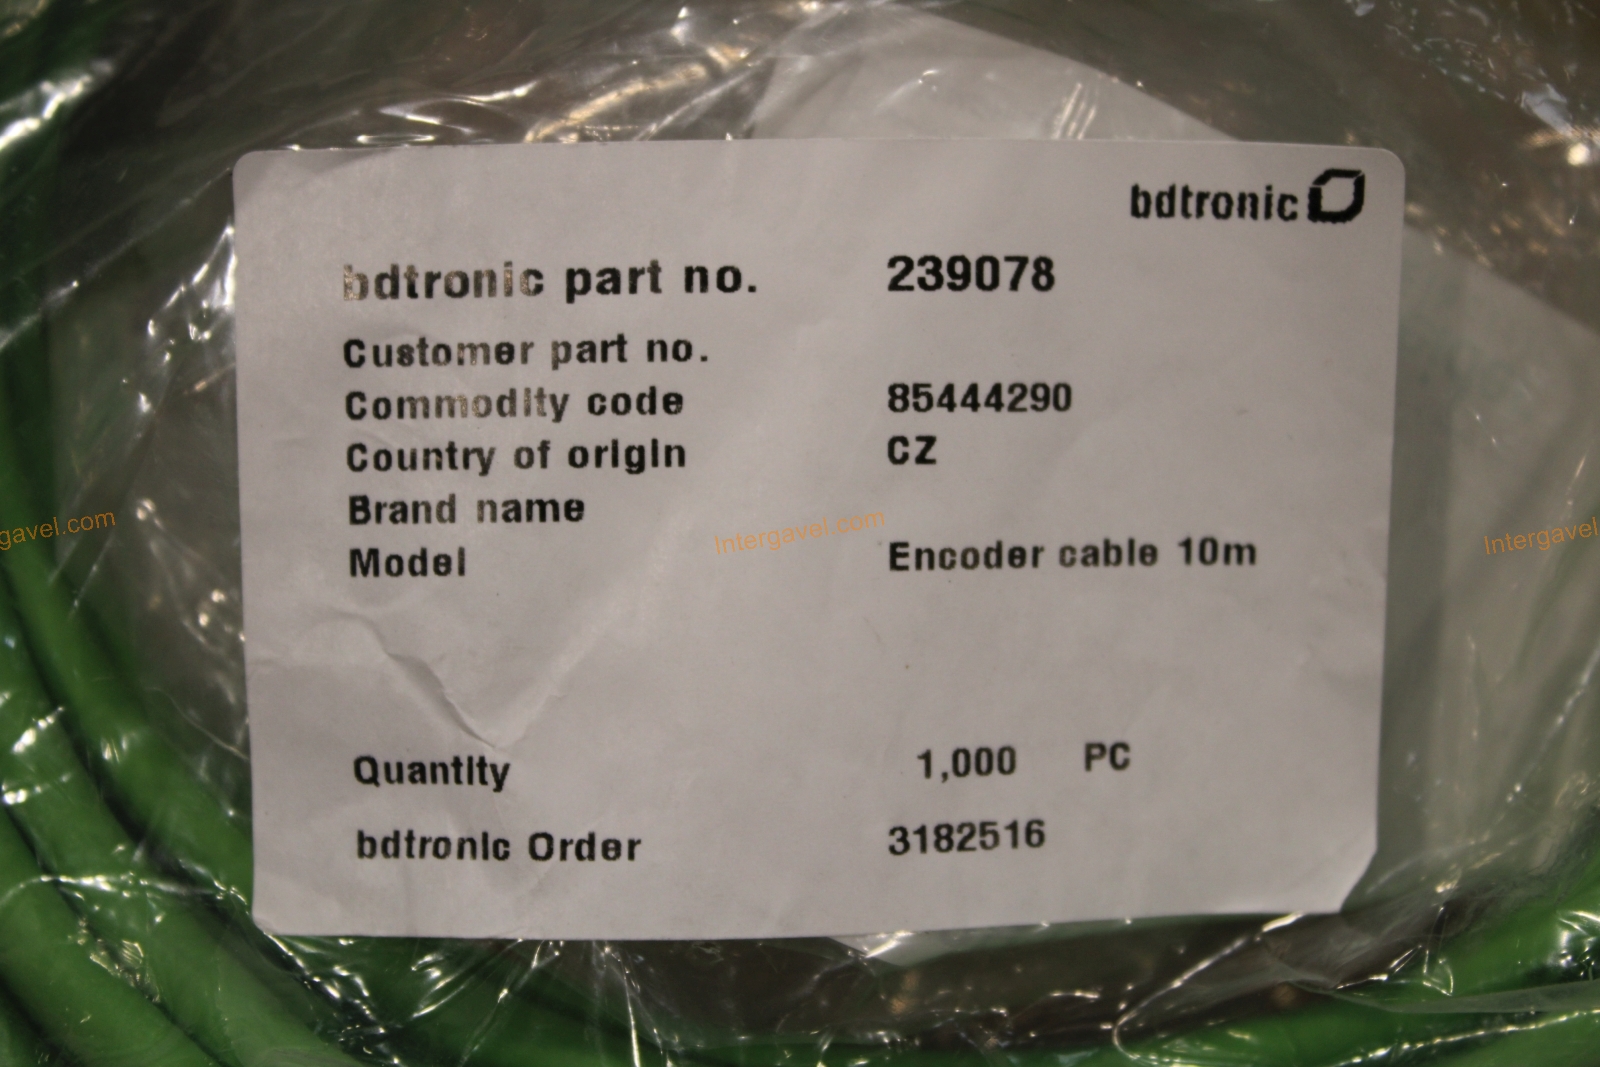 bdtronic
bdtronic part no. 239078
Customer part no.
Commodity code 85444290
Country of origin CZ
Brand name
Model Encoder cable 10m
Quantity 1,000 PC
bdtronic Order 3182516
rgavel.com
Intergavel.com
Intergavel